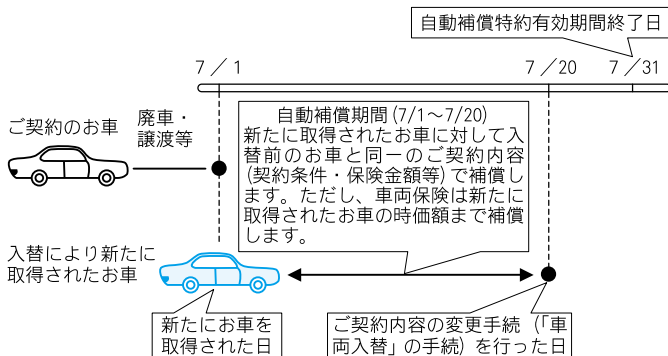 自動補償特約有効期間終了日
7／1
7／20
7／31
ご契約のお車
廃車・
譲渡等
自動補償期間(7/1～7/20)
新たに取得されたお車に対して入
替前のお車と同一のご契約内容
(契約条件・保険金額等)で補償し
ます。ただし、車両保険は新たに
取得されたお車の時価額まで補償
します。
入替により新たに
取得されたお車
新たにお車を
取得された日
ご契約内容の変更手続（「車
両入替」の手続）を行った日